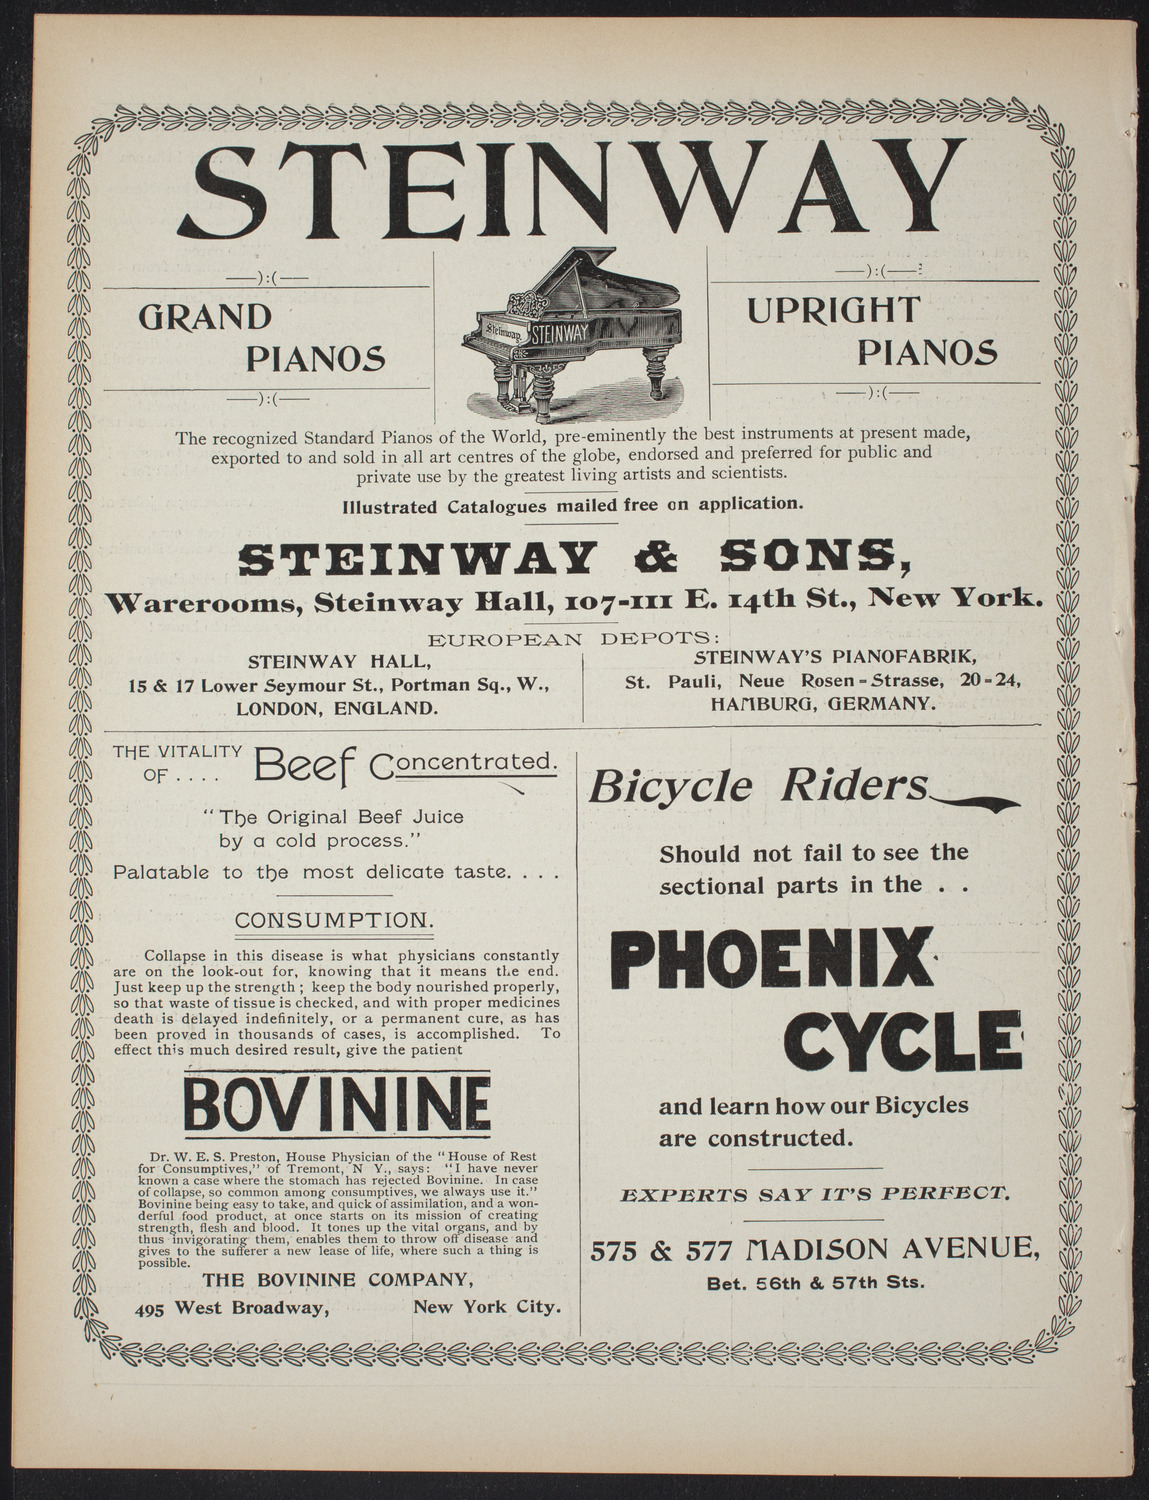 STEINWAY
GRAND
PIANOS
Steinway
STEINWAY
UPRIGHT
PIANOS
The recognized Standard Pianos of the World, pre-eminently the best instruments at present made,
exported to and sold in all art centres of the globe, endorsed and preferred for public and
private use by the greatest living artists and scientists.
Illustrated Catalogues mailed free on application.
STEINWAY & SONS,
Warerooms, Steinway Hall, 107-111 E. 14th St., New York.
EUROPEAN DEPOTS:
STEINWAY HALL,
15 & 17 Lower Seymour St., Portman Sq., W.,
LONDON, ENGLAND.
STEINWAY'S PIANOFABRIK,
St. Pauli, Neue Rosen-Strasse, 20-24,
HAMBURG, GERMANY.
THE VITALITY
OF .... Beef Concentrated.
"The Original Beef Juice
by a cold process."
Palatable to the most delicate taste. . . .
CONSUMPTION.
Collapse in this disease is what physicians constantly
are on the look-out for, knowing that it means the end.
Just keep up the strength; keep the body nourished properly,
so that waste of tissue is checked, and with proper medicines
death is delayed indefinitely, or a permanent cure, as has
been proved in thousands of cases, is accomplished. To
effect this much desired result, give the patient
BOVININE
Dr. W. E. S. Preston, House Physician of the "House of Rest
for Consumptives," of Tremont, N Y., says: "I have never
known a case where the stomach has rejected Bovinine. In case
of collapse, so common among consumptives, we always use it."
Bovinine being easy to take, and quick of assimilation, and a won-
derful food product, at once starts on its mission of creating
strength, flesh and blood. It tones up the vital organs, and by
thus invigorating them, enables them to throw off disease and
gives to the sufferer a new lease of life, where such a thing is
possible.
THE BOVININE COMPANY,
495 West Broadway, New York City.
Bicycle Riders
Should not fail to see the
sectional parts in the . .
PHOENIX
CYCLE
and learn how our Bicycles
are constructed.
EXPERTS SAY IT'S PERFECT.
575 & 577 MADISON AVENUE,
Bet. 56th & 57th Sts.